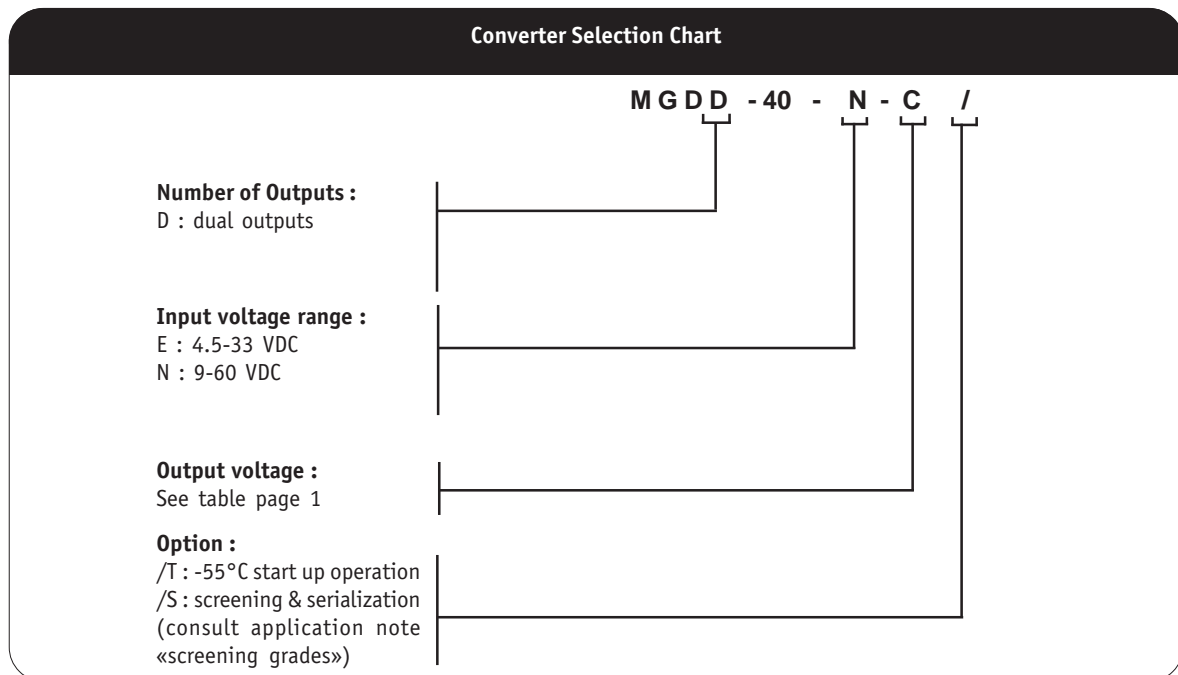 Converter Selection Chart
M G D D - 40 - N - C /
Number of Outputs :
D : dual outputs
Input voltage range :
E : 4.5-33 VDC
N : 9-60 VDC
Output voltage :
See table page 1
Option :
/T : -55°C start up operation
/S : screening & serialization
(consult application note
«screening grades»)